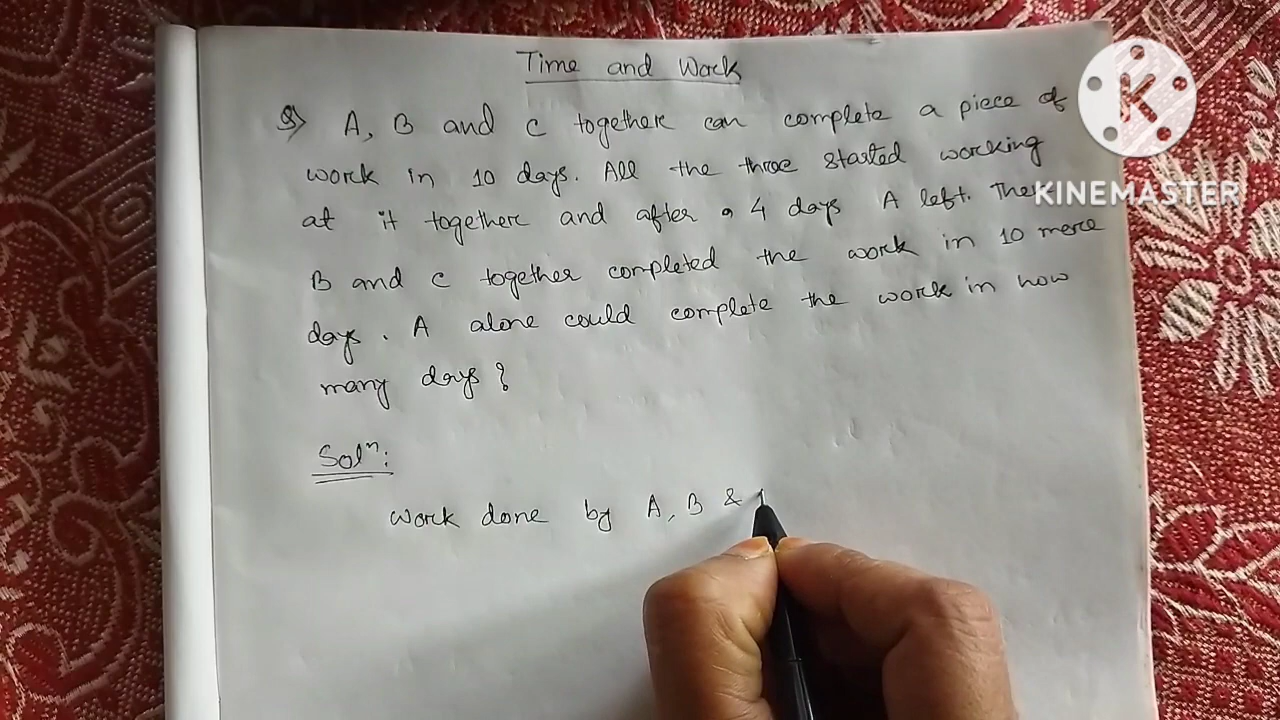 Time and Work
Q) A, B and C together can complete a piece of
work in 10 days. All the three started working
at it together and after 4 days A left. Then
B and C together completed the work in 10 more
days. A alone could complete the work in how
many days?
Solⁿ:
Work done by A, B &
K
KINEMASTER